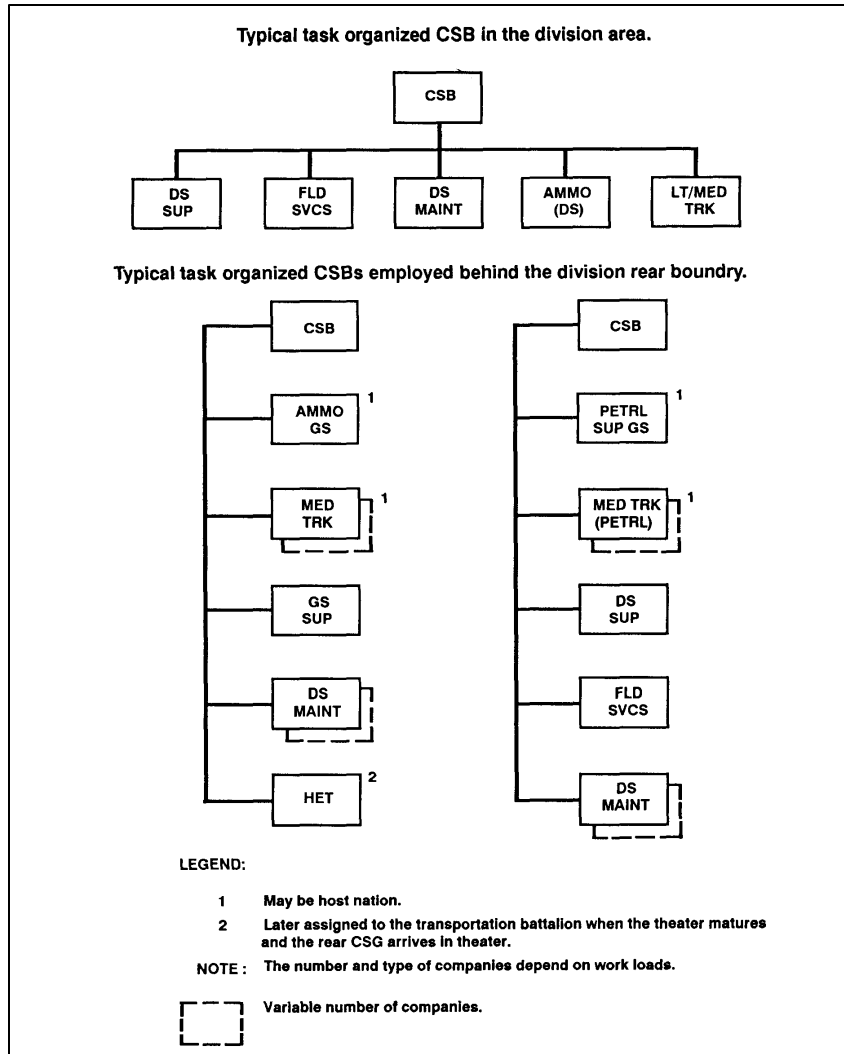 Typical task organized CSB in the division area.
CSB
DS
SUP
FLD
SVCS
DS
MAINT
AMMO
(DS)
LT/MED
TRK
Typical task organized CSBs employed behind the division rear boundry.
CSB
AMMO
GS
1
MED
TRK
1
GS
SUP
DS
MAINT
HET
2
CSB
PETRL
SUP GS
1
MED TRK
(PETRL)
1
DS
SUP
FLD
SVCS
DS
MAINT
LEGEND:
1 May be host nation.
2 Later assigned to the transportation battalion when the theater matures
and the rear CSG arrives in theater.
NOTE : The number and type of companies depend on work loads.
Variable number of companies.